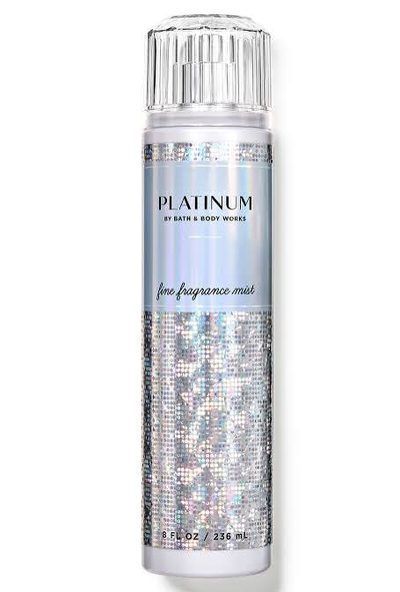 PLATINUM
BY BATH & BODY WORKS
fine fragrance mist
8 FL OZ / 236 mL